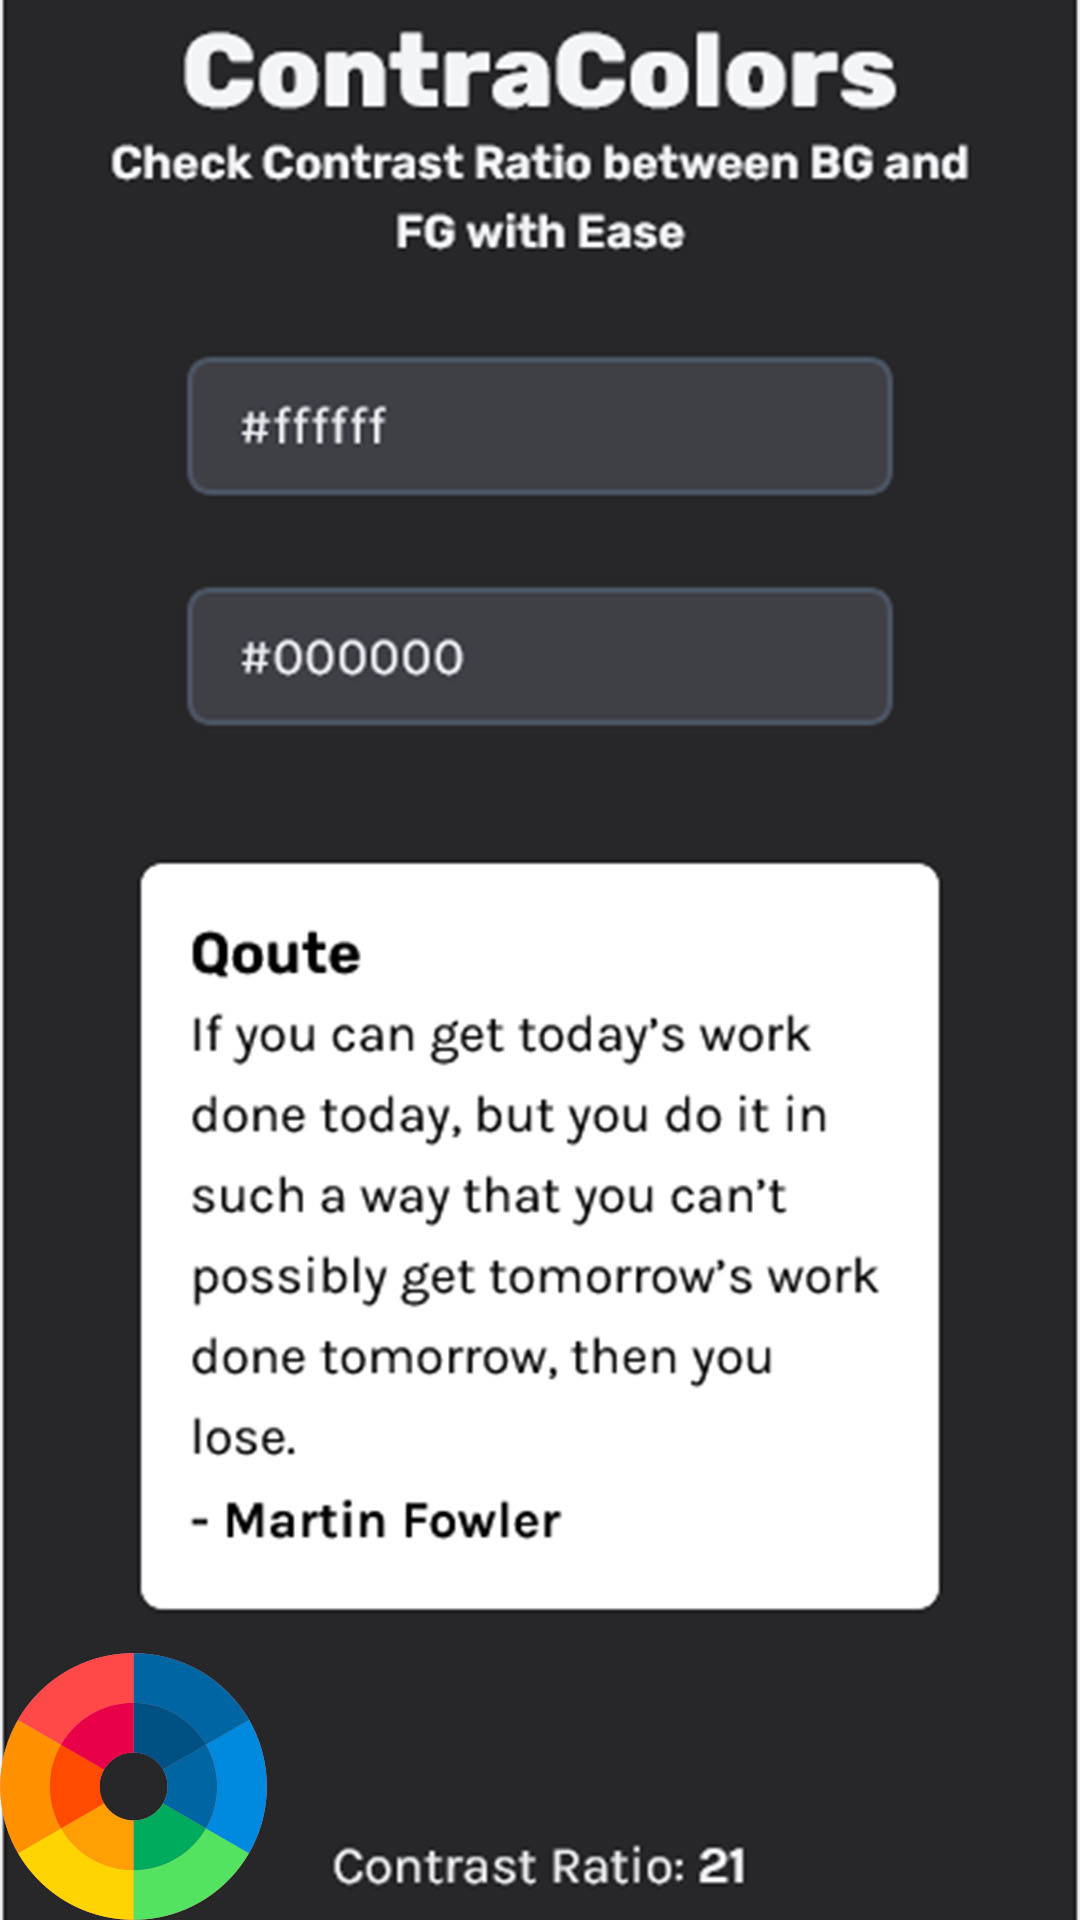 ContraColors
Check Contrast Ratio between BG and
FG with Ease
#ffffff
#000000
Qoute
If you can get today’s work
done today, but you do it in
such a way that you can’t
possibly get tomorrow’s work
done tomorrow, then you
lose.
- Martin Fowler
Contrast Ratio: 21